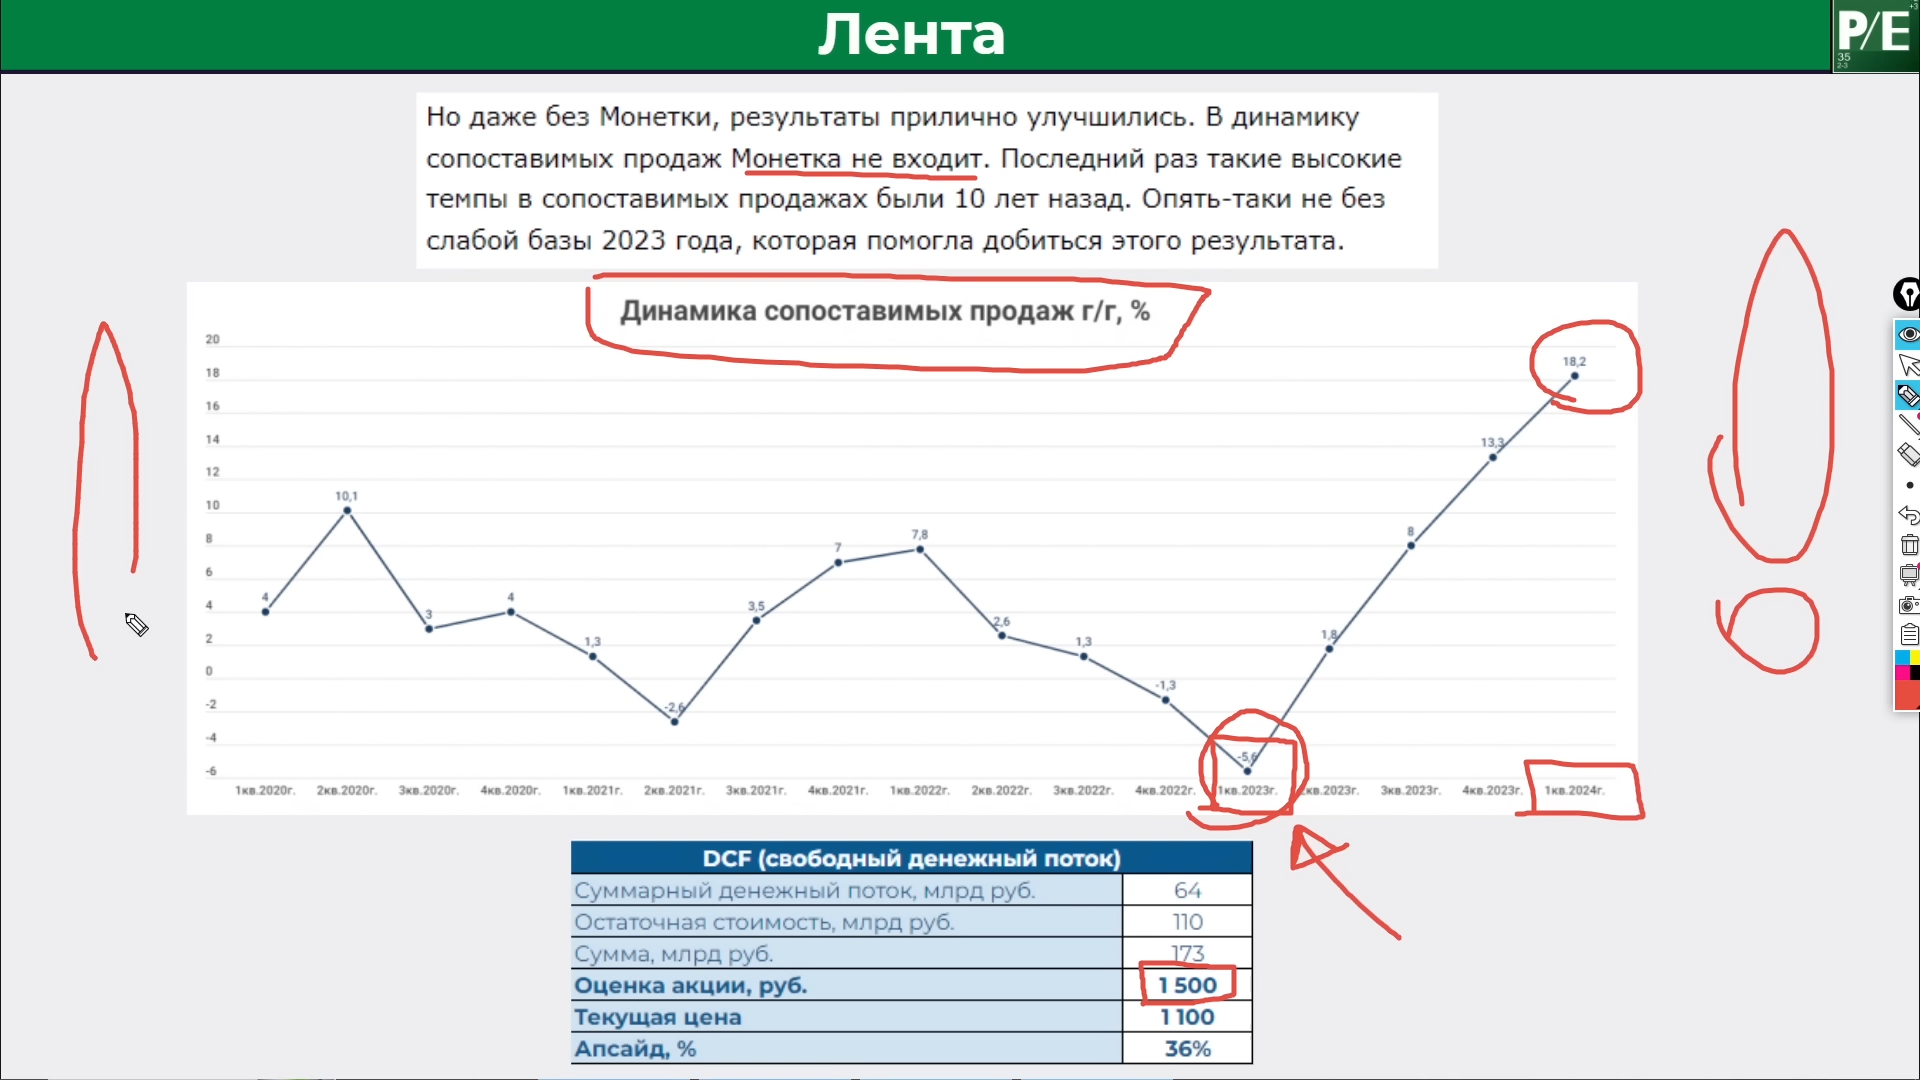 Лента
P/E
35
2-3
+3
Но даже без Монетки, результаты прилично улучшились. В динамику
сопоставимых продаж Монетка не входит. Последний раз такие высокие
темпы в сопоставимых продажах были 10 лет назад. Опять-таки не без
слабой базы 2023 года, которая помогла добиться этого результата.
Динамика сопоставимых продаж г/г, %
20
18
16
14
12
10
8
6
4
2
0
-2
-4
-6
4
10,1
3
4
1,3
-2,6
3,5
7
7,8
2,6
1,3
-1,3
-5,6
1,8
8
13,3
18,2
1кв.2020г. 2кв.2020г. 3кв.2020г. 4кв.2020г. 1кв.2021г. 2кв.2021г. 3кв.2021г. 4кв.2021г. 1кв.2022г. 2кв.2022г. 3кв.2022г. 4кв.2022г. 1кв.2023г. 2кв.2023г. 3кв.2023г. 4кв.2023г. 1кв.2024г.
DCF (свободный денежный поток)
Суммарный денежный поток, млрд руб. 64
Остаточная стоимость, млрд руб. 110
Сумма, млрд руб. 173
Оценка акции, руб. 1 500
Текущая цена 1 100
Апсайд, % 36%